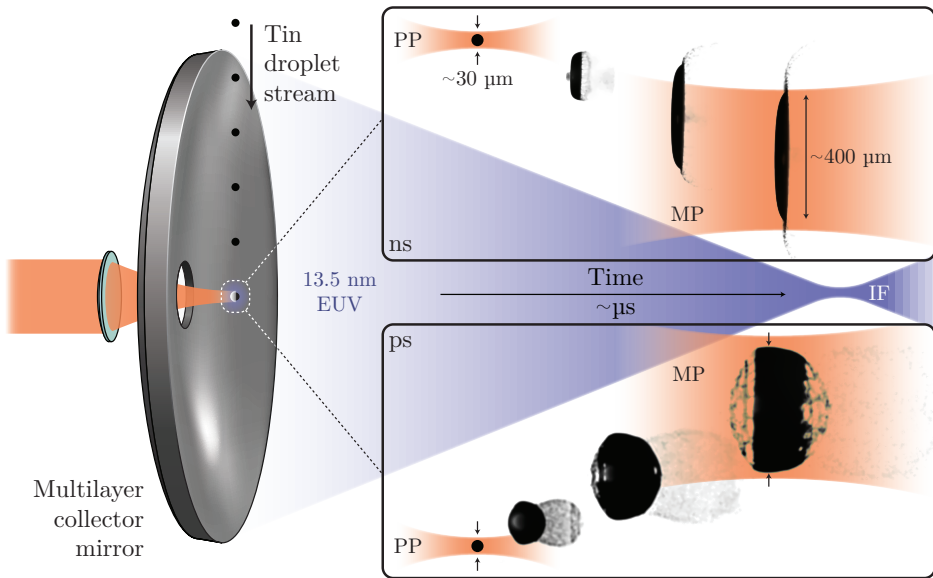 Tin
droplet
stream
PP
~30 µm
~400 µm
MP
ns
13.5 nm
EUV
Time
~µs
IF
ps
MP
PP
Multilayer
collector
mirror